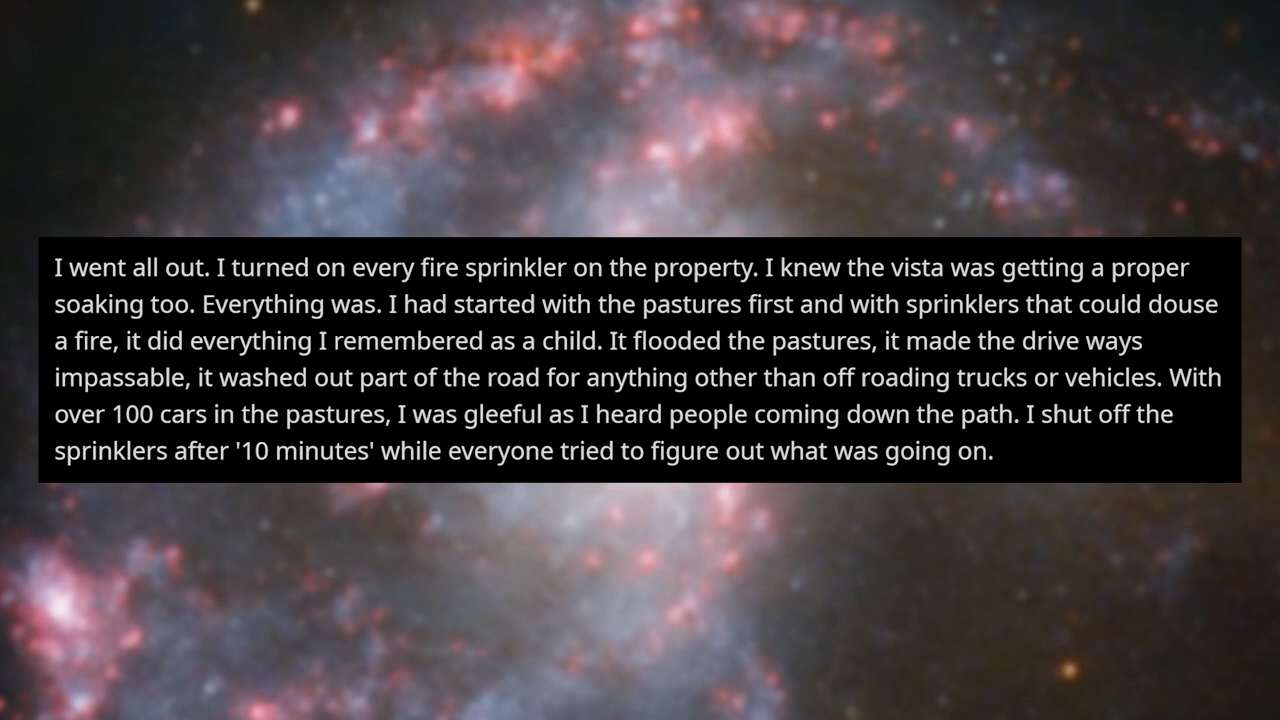 I went all out. I turned on every fire sprinkler on the property. I knew the vista was getting a proper
soaking too. Everything was. I had started with the pastures first and with sprinklers that could douse
a fire, it did everything I remembered as a child. It flooded the pastures, it made the drive ways
impassable, it washed out part of the road for anything other than off roading trucks or vehicles. With
over 100 cars in the pastures, I was gleeful as I heard people coming down the path. I shut off the
sprinklers after '10 minutes' while everyone tried to figure out what was going on.